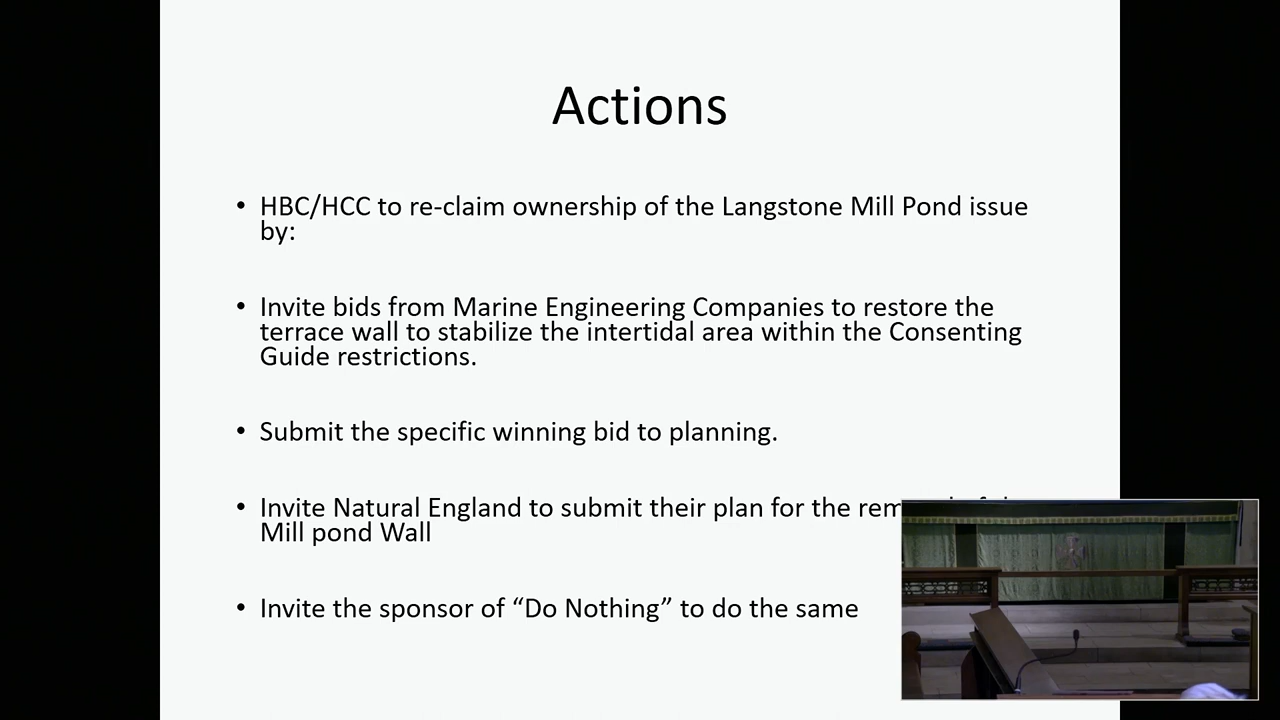 Actions
• HBC/HCC to re-claim ownership of the Langstone Mill Pond issue
by:
• Invite bids from Marine Engineering Companies to restore the
terrace wall to stabilize the intertidal area within the Consenting
Guide restrictions.
• Submit the specific winning bid to planning.
• Invite Natural England to submit their plan for the
Mill pond Wall
• Invite the sponsor of “Do Nothing” to do the same